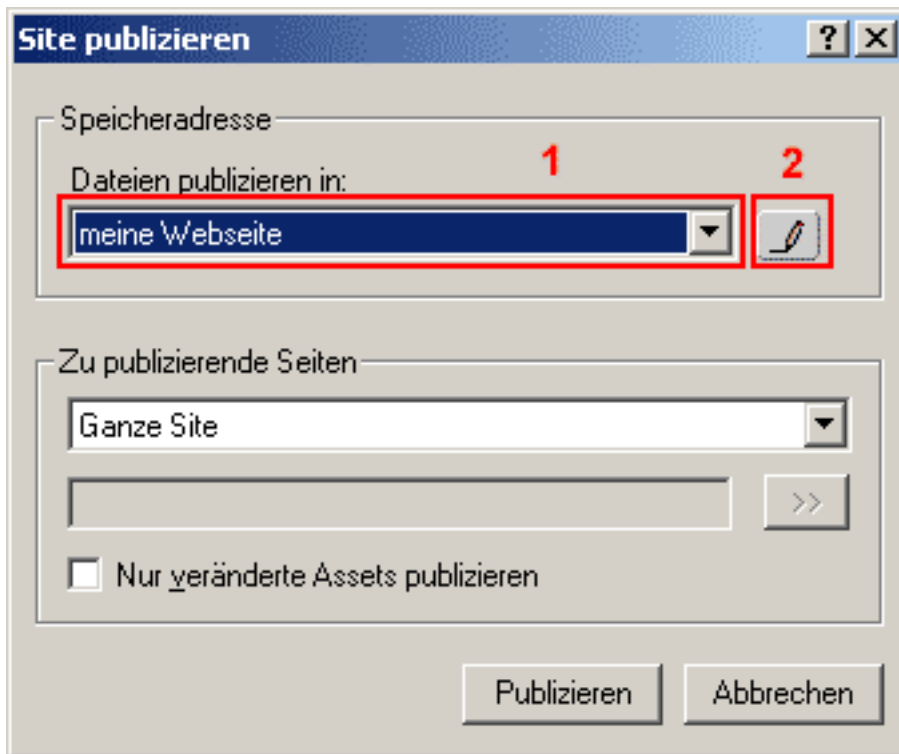 Site publizieren
Speicheradresse
1
2
Dateien publizieren in:
meine Webseite
Zu publizierende Seiten
Ganze Site
>>
Nur veränderte Assets publizieren
Publizieren Abbrechen